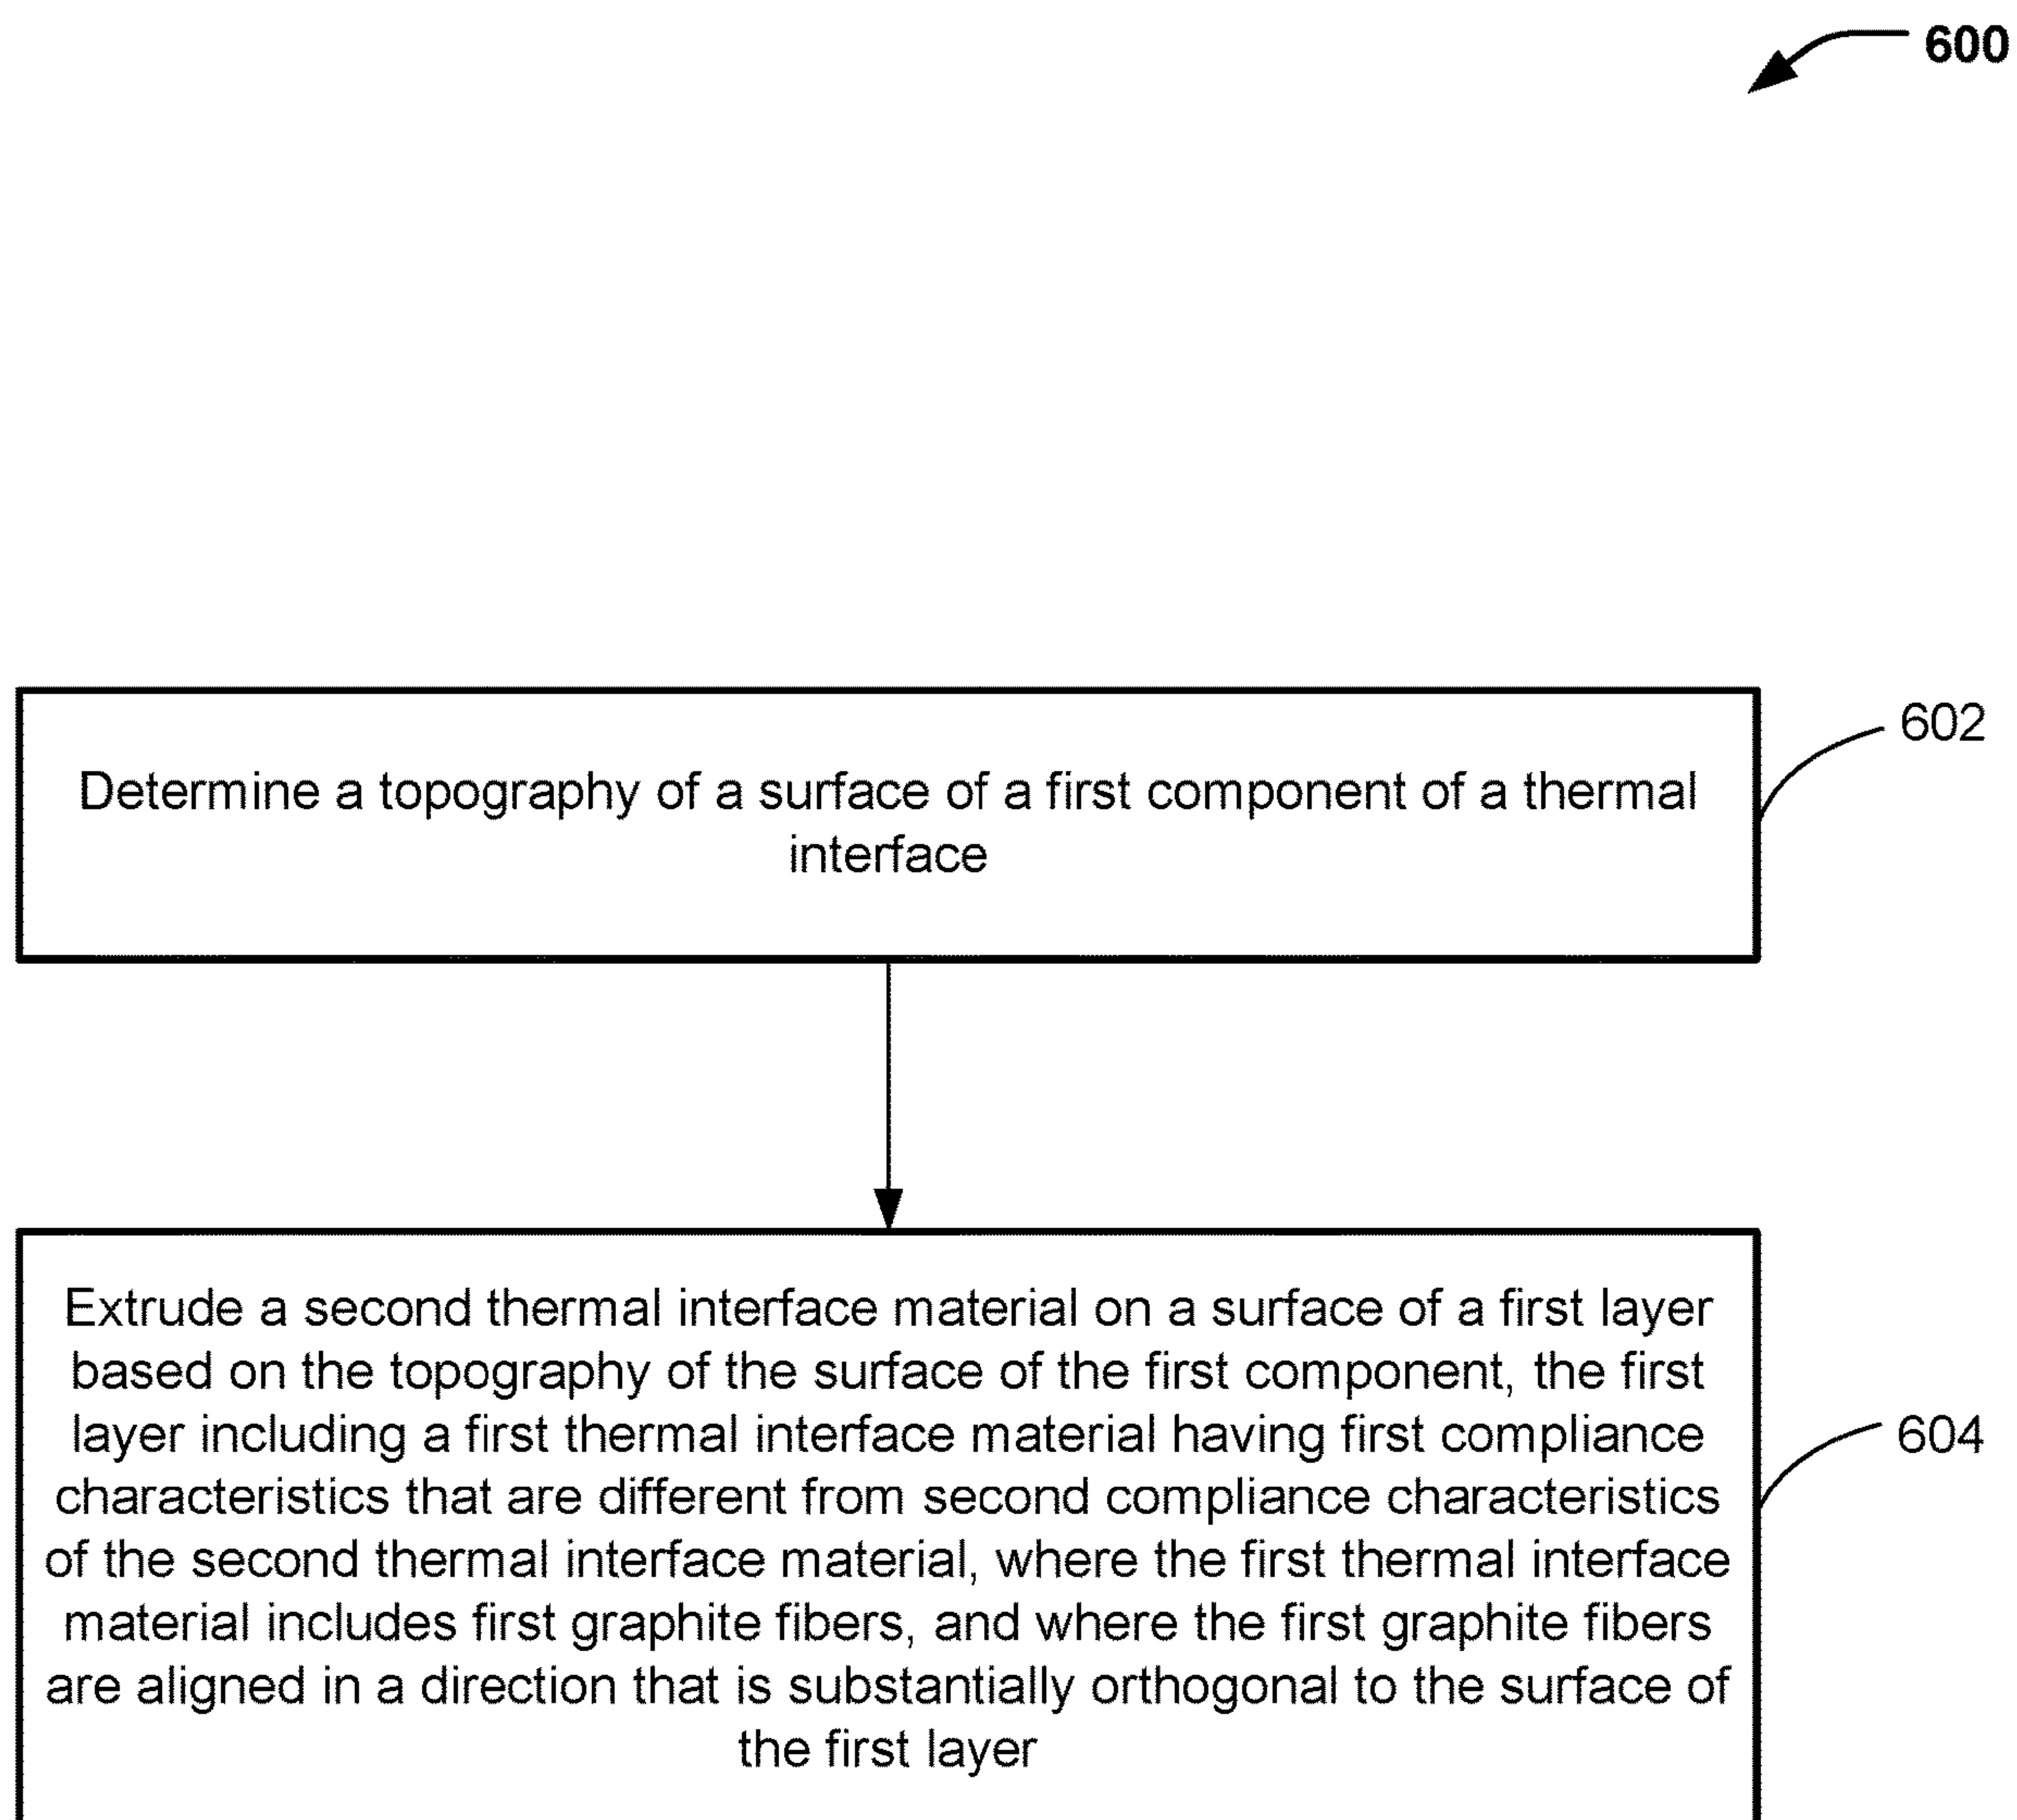 600
Determine a topography of a surface of a first component of a thermal
interface
602
Extrude a second thermal interface material on a surface of a first layer
based on the topography of the surface of the first component, the first
layer including a first thermal interface material having first compliance
characteristics that are different from second compliance characteristics
of the second thermal interface material, where the first thermal interface
material includes first graphite fibers, and where the first graphite fibers
are aligned in a direction that is substantially orthogonal to the surface of
the first layer
604